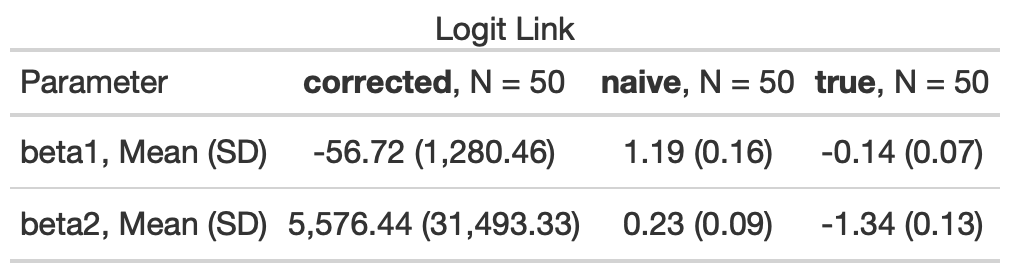 Logit Link
Parameter corrected, N = 50 naive, N = 50 true, N = 50
beta1, Mean (SD) -56.72 (1,280.46) 1.19 (0.16) -0.14 (0.07)
beta2, Mean (SD) 5,576.44 (31,493.33) 0.23 (0.09) -1.34 (0.13)